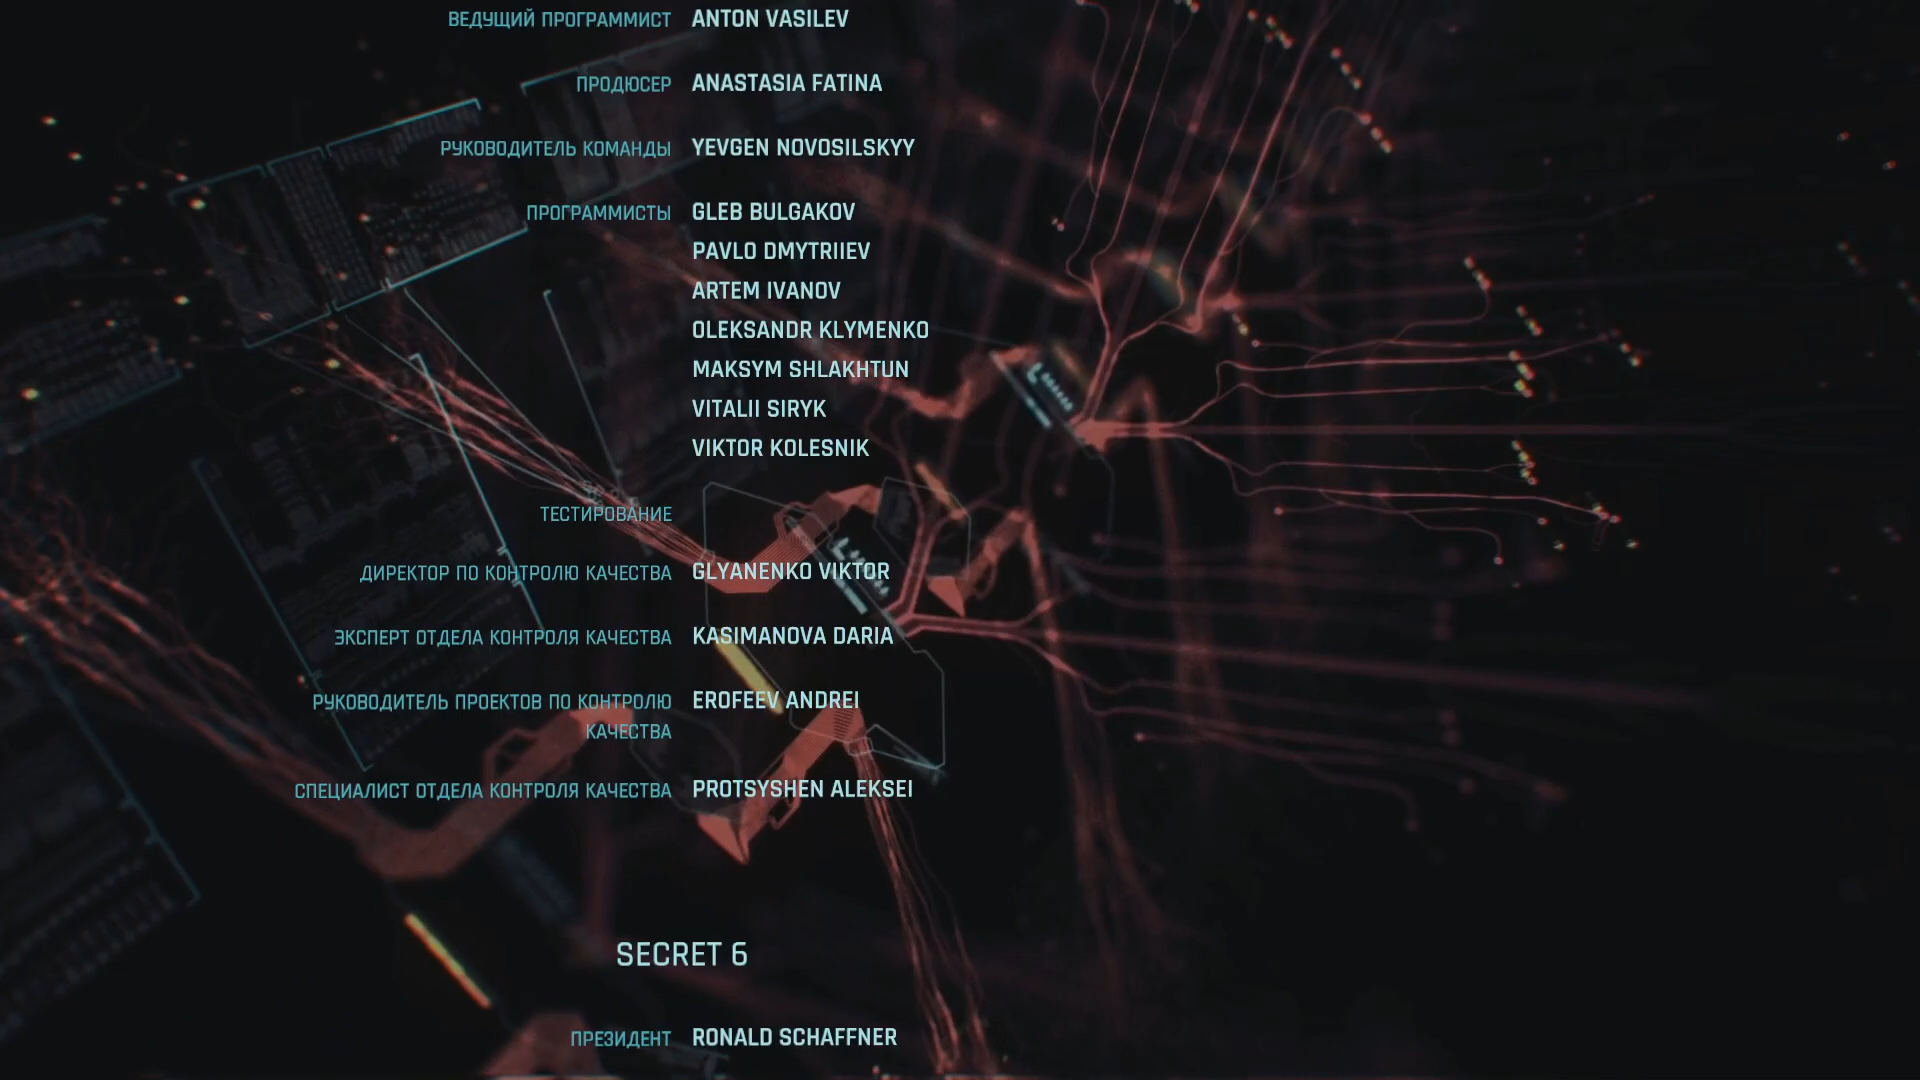 ВЕДУЩИЙ ПРОГРАММИСТ ANTON VASILEV
ПРОДЮСЕР ANASTASIA FATINA
РУКОВОДИТЕЛЬ КОМАНДЫ YEVGEN NOVOSILSKYY
ПРОГРАММИСТЫ GLEB BULGAKOV
PAVLO DMYTRIIEV
ARTEM IVANOV
OLEKSANDR KLYMENKO
MAKSYM SHLAKHTUN
VITALII SIRYK
VIKTOR KOLESNIK
ТЕСТИРОВАНИЕ
ДИРЕКТОР ПО КОНТРОЛЮ КАЧЕСТВА GLYANENKO VIKTOR
ЭКСПЕРТ ОТДЕЛА КОНТРОЛЯ КАЧЕСТВА KASIMANOVA DARIA
РУКОВОДИТЕЛЬ ПРОЕКТОВ ПО КОНТРОЛЮ EROFEEV ANDREI
КАЧЕСТВА
СПЕЦИАЛИСТ ОТДЕЛА КОНТРОЛЯ КАЧЕСТВА PROTSYSHEN ALEKSEI
SECRET 6
ПРЕЗИДЕНТ RONALD SCHAFFNER